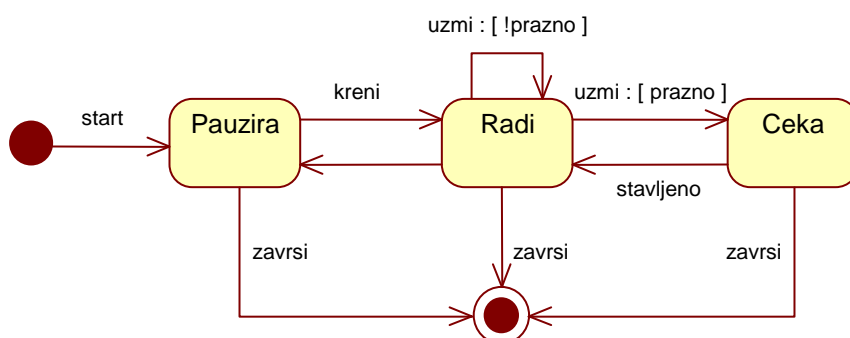 uzmi : [ !prazno ]
start
kreni
uzmi : [ prazno ]
Pauzira
Radi
Ceka
stavljeno
zavrsi
zavrsi
zavrsi